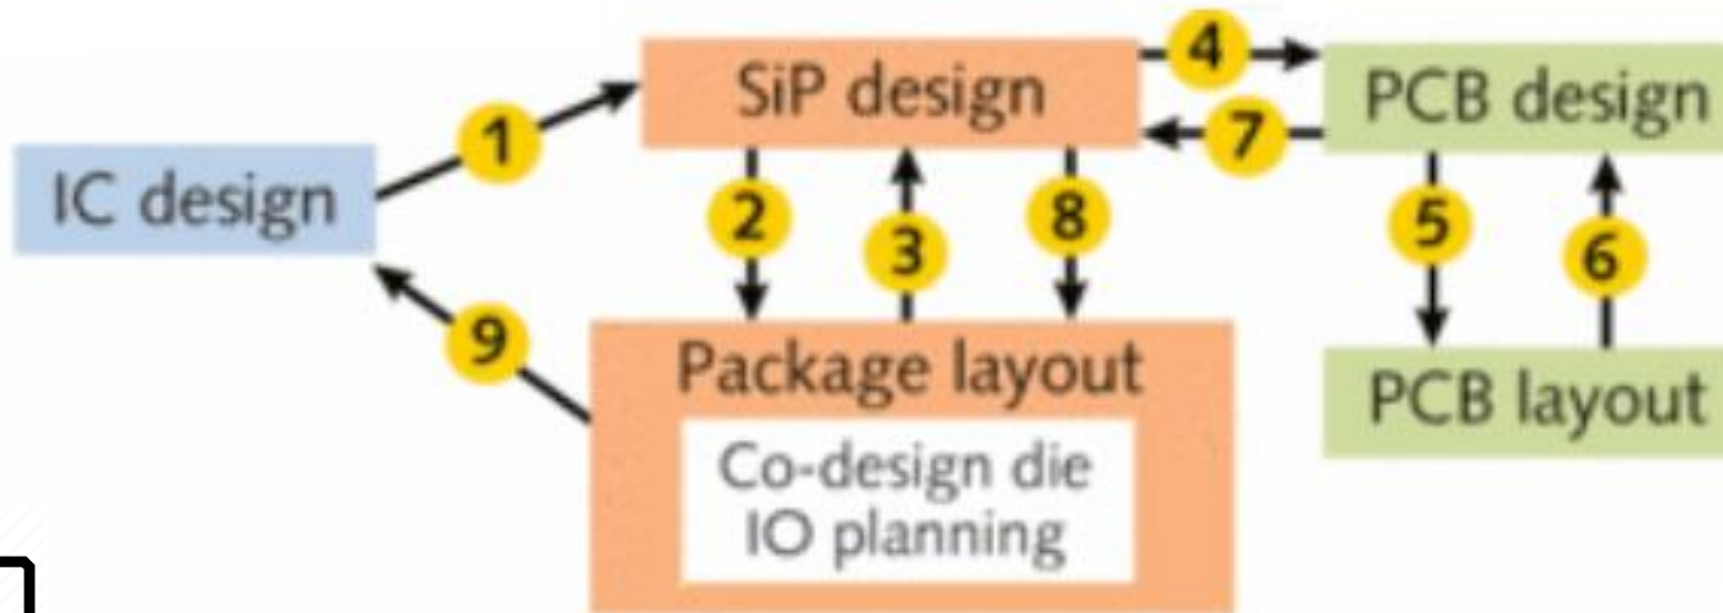 4
SiP design
PCB design
1
7
IC design
2
8
5
3
6
9
Package layout
PCB layout
Co-design die
IO planning